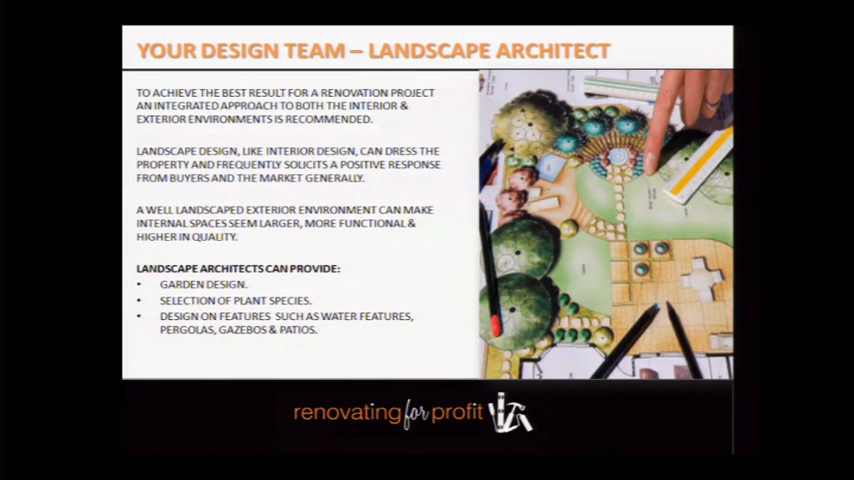 YOUR DESIGN TEAM – LANDSCAPE ARCHITECT
TO ACHIEVE THE BEST RESULT FOR A RENOVATION PROJECT
AN INTEGRATED APPROACH TO BOTH THE INTERIOR &
EXTERIOR ENVIRONMENTS IS RECOMMENDED.
LANDSCAPE DESIGN, LIKE INTERIOR DESIGN, CAN DRESS THE
PROPERTY AND FREQUENTLY SOLICITS A POSITIVE RESPONSE
FROM BUYERS AND THE MARKET GENERALLY.
A WELL LANDSCAPED EXTERIOR ENVIRONMENT CAN MAKE
INTERNAL SPACES SEEM LARGER, MORE FUNCTIONAL &
HIGHER IN QUALITY.
LANDSCAPE ARCHITECTS CAN PROVIDE:
• GARDEN DESIGN.
• SELECTION OF PLANT SPECIES.
• DESIGN ON FEATURES SUCH AS WATER FEATURES,
PERGOLAS, GAZEBOS & PATIOS.
renovating for profit